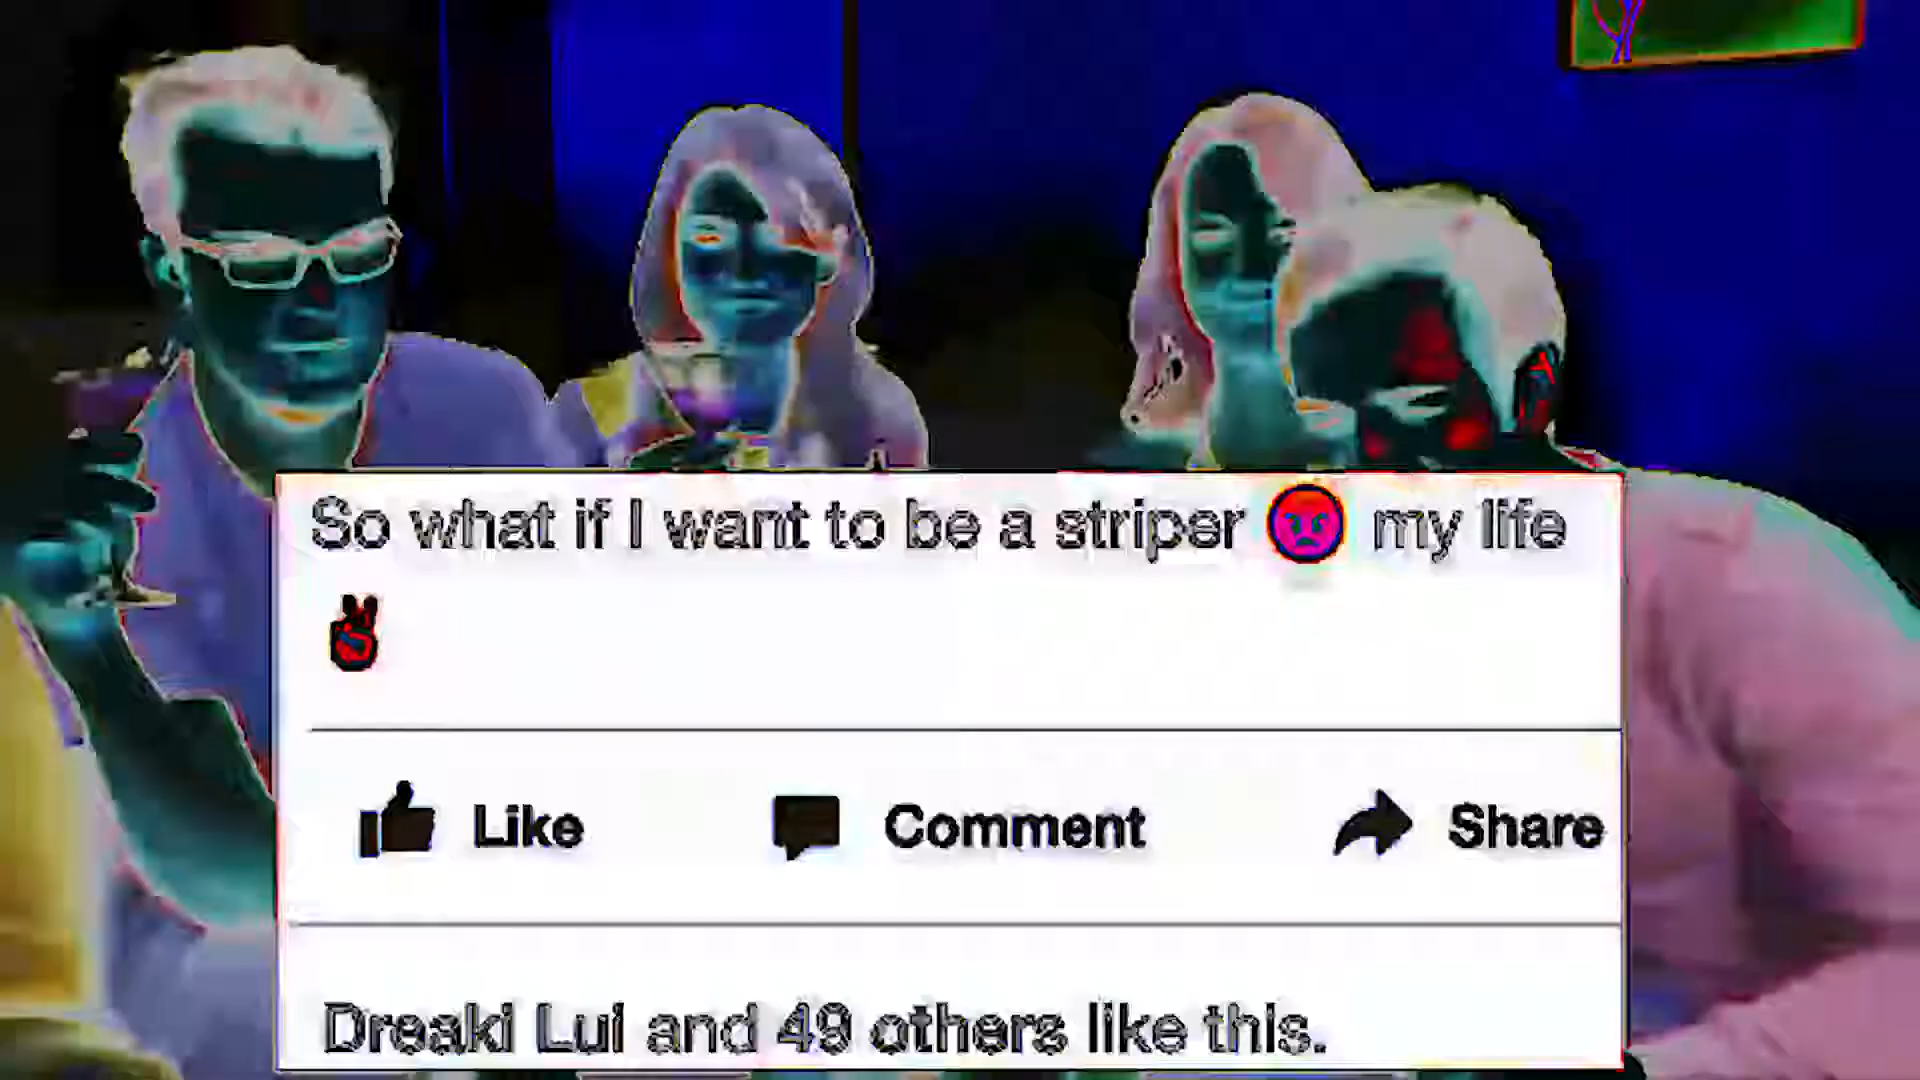 So what if I want to be a striper 😡 my life
✌
Like Comment Share
Dreaki Lui and 49 others like this.